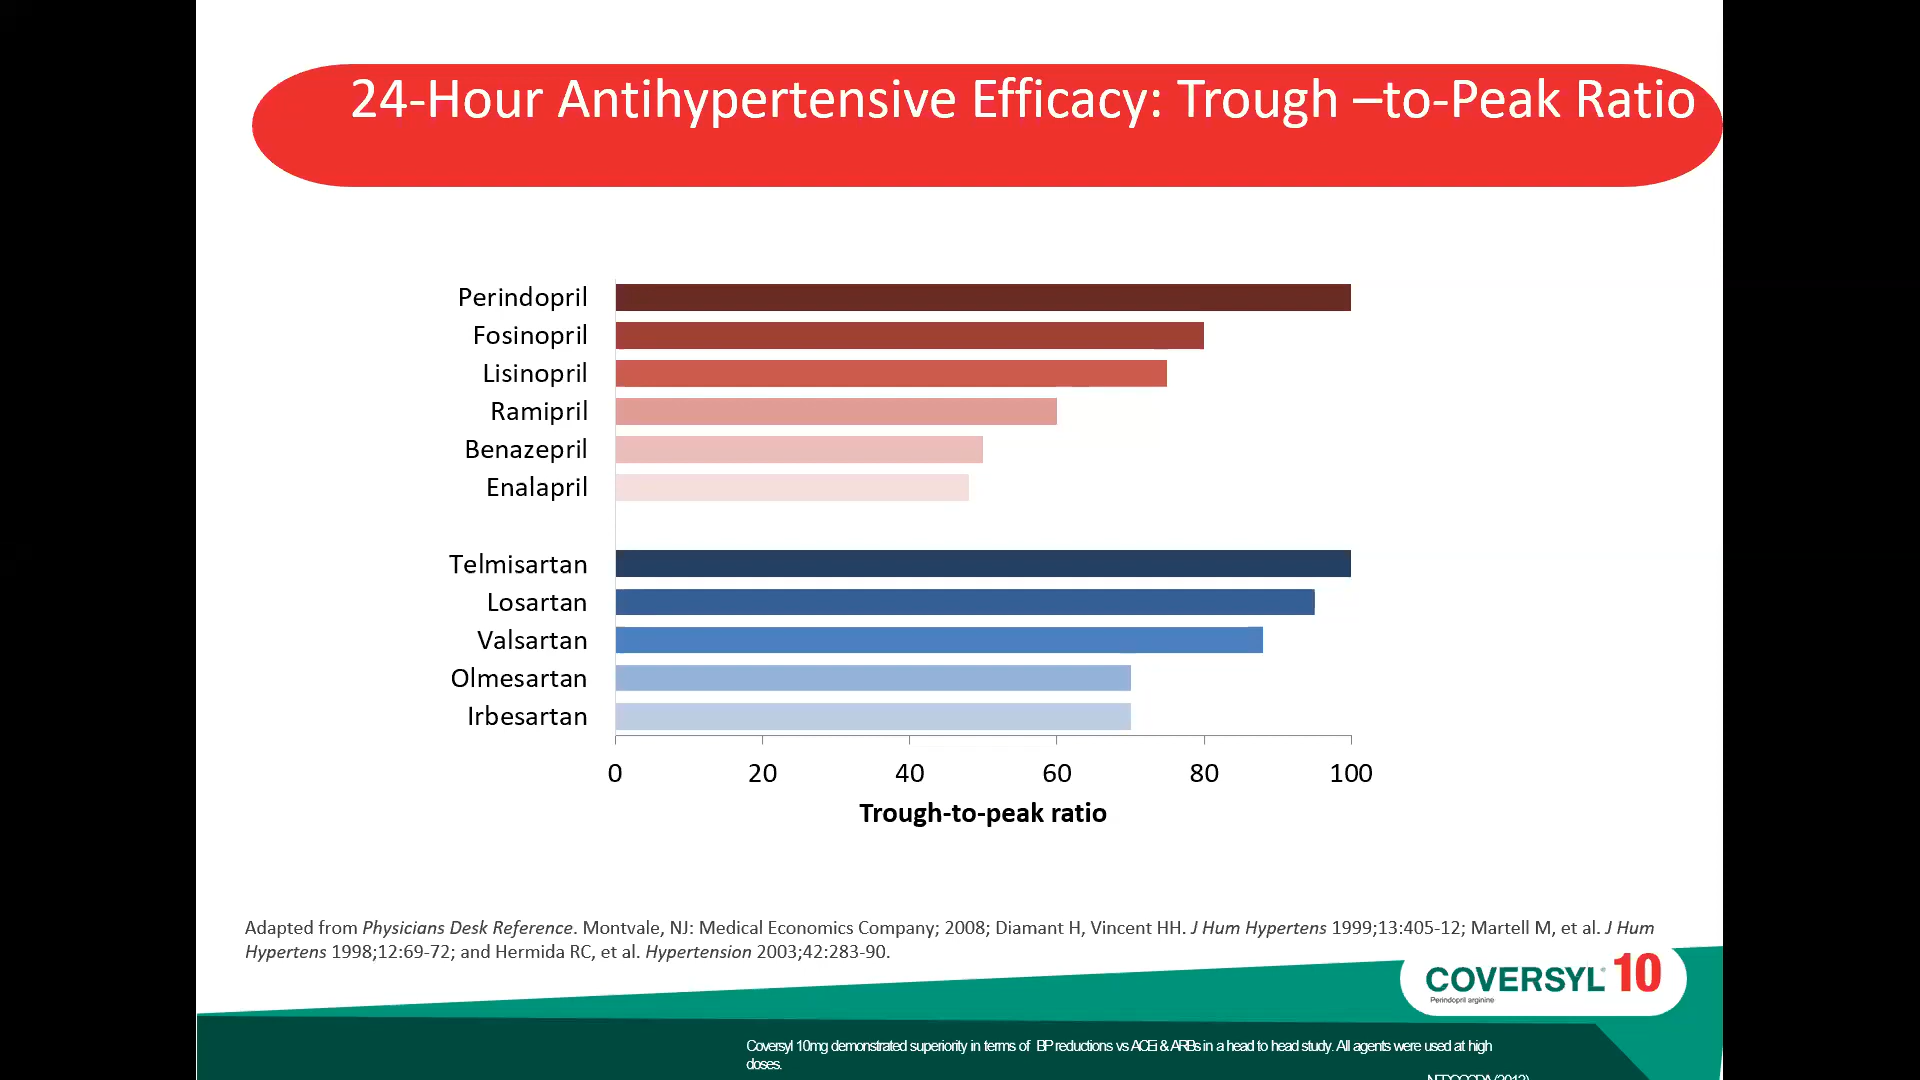 24-Hour Antihypertensive Efficacy: Trough –to-Peak Ratio
Perindopril
Fosinopril
Lisinopril
Ramipril
Benazepril
Enalapril
Telmisartan
Losartan
Valsartan
Olmesartan
Irbesartan
0 20 40 60 80 100
Trough-to-peak ratio
Adapted from Physicians Desk Reference. Montvale, NJ: Medical Economics Company; 2008; Diamant H, Vincent HH. J Hum Hypertens 1999;13:405-12; Martell M, et al. J Hum
Hypertens 1998;12:69-72; and Hermida RC, et al. Hypertension 2003;42:283-90.
COVERSYL 10
Perindopril arginine
Coversyl 10mg demonstrated superiority in terms of BP reductions vs ACEi & ARBs in a head to head study. All agents were used at high
doses.